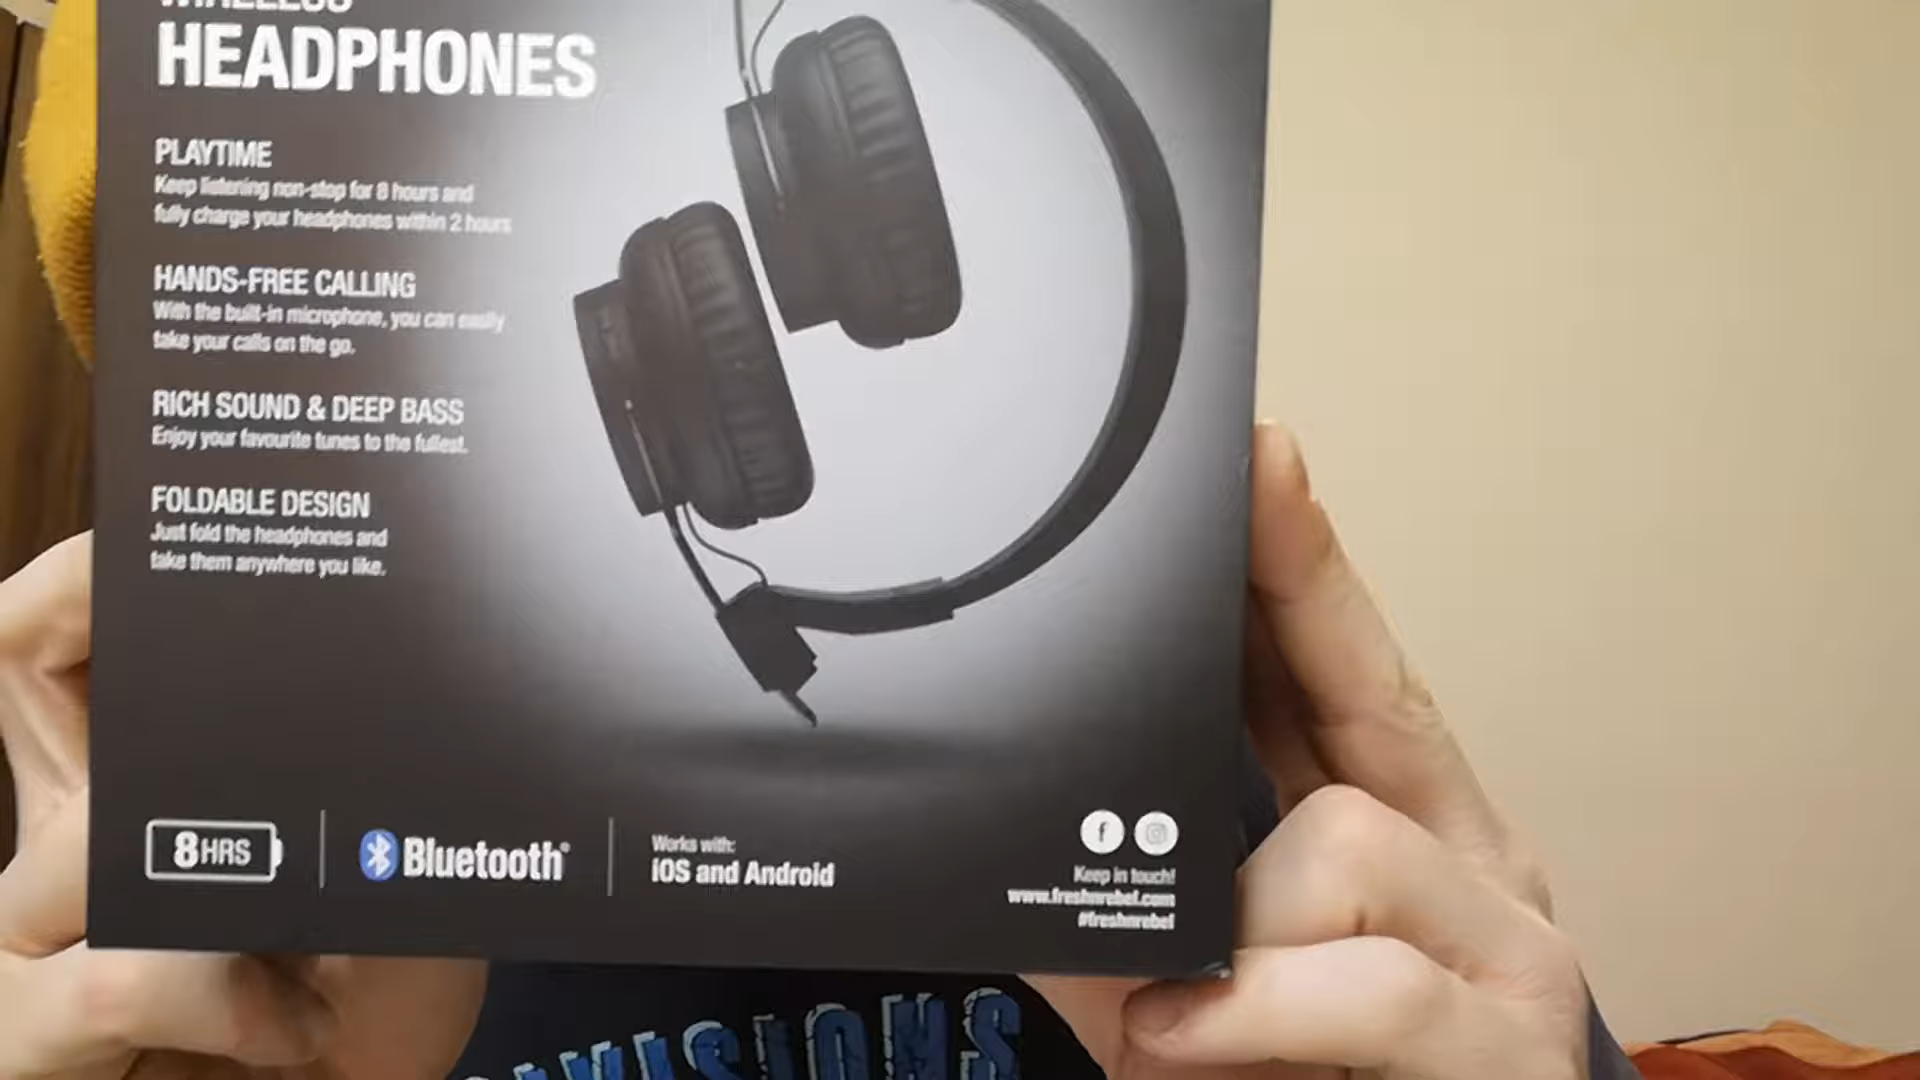 WIRELESS
HEADPHONES
PLAYTIME
Keep listening non-stop for 8 hours and
fully charge your headphones within 2 hours
HANDS-FREE CALLING
With the built-in microphone, you can easily
take your calls on the go.
RICH SOUND & DEEP BASS
Enjoy your favourite tunes to the fullest.
FOLDABLE DESIGN
Just fold the headphones and
take them anywhere you like.
8HRS
Bluetooth®
Works with:
iOS and Android
f
Keep in touch!
www.freshnrebel.com
#freshnrebel